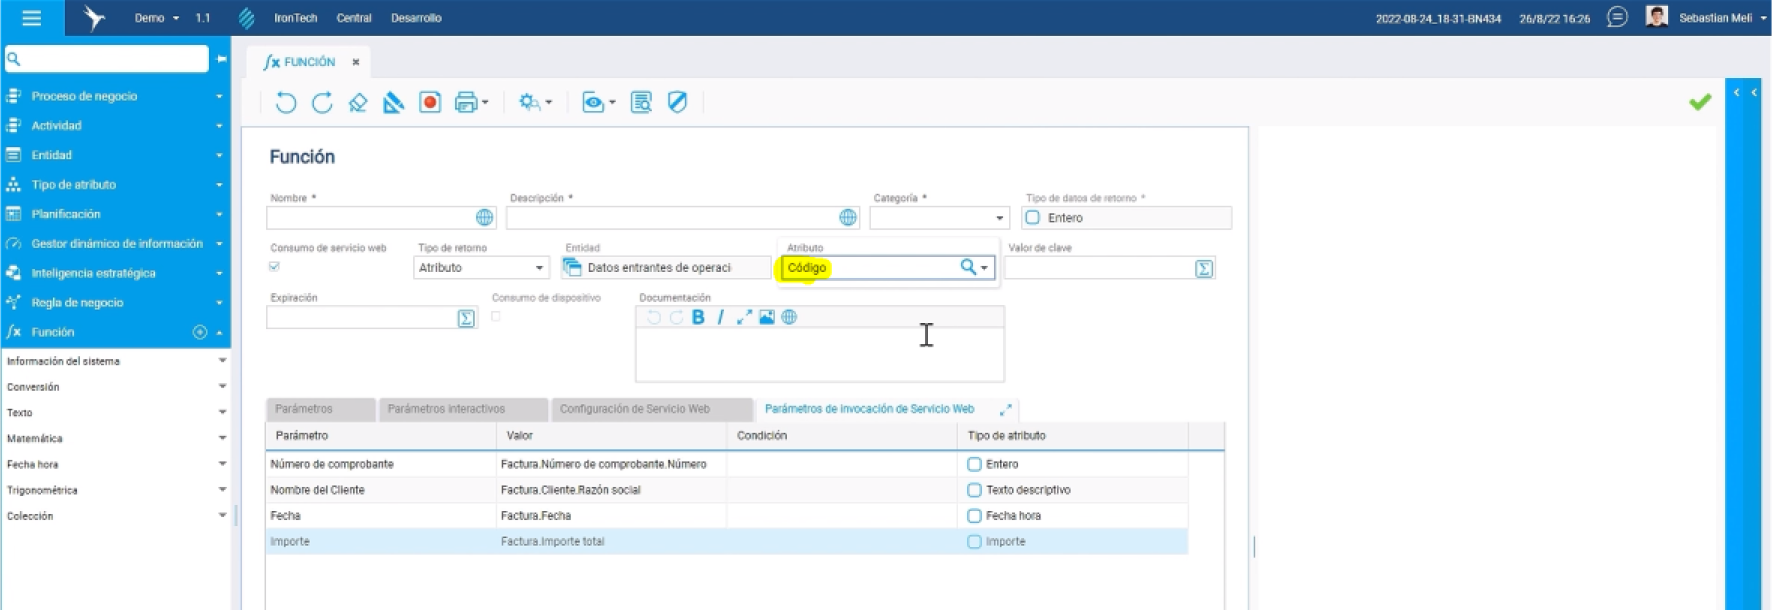 Demo 1.1 IronTech Central Desarrollo 2022-08-24_18-31-BN434 26/8/22 16:26 Sebastian Meli
FUNCIÓN
Proceso de negocio
Actividad
Entidad
Tipo de atributo
Planificación
Gestor dinámico de información
Inteligencia estratégica
Regla de negocio
Función
Información del sistema
Conversión
Texto
Matemática
Fecha hora
Trigonométrica
Colección
Función
Nombre * Descripción * Categoría * Tipo de datos de retorno *
Entero
Consumo de servicio web Tipo de retorno Entidad Atributo Valor de clave
Atributo Datos entrantes de operaci Código
Expiración Consumo de dispositivo Documentación
B I
Parámetros Parámetros interactivos Configuración de Servicio Web Parámetros de invocación de Servicio Web
Parámetro Valor Condición Tipo de atributo
Número de comprobante Factura.Número de comprobante.Número Entero
Nombre del Cliente Factura.Cliente.Razón social Texto descriptivo
Fecha Factura.Fecha Fecha hora
Importe Factura.Importe total Importe